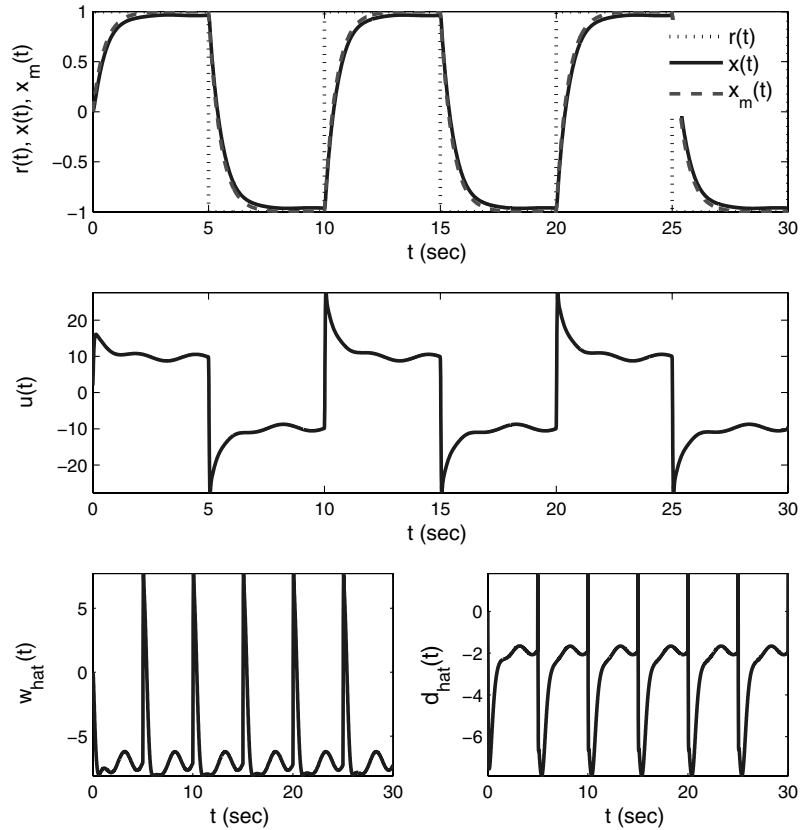 r(t), x(t), x_m(t)
1
0.5
0
−0.5
−1
r(t)
x(t)
x_m(t)
0 5 10 15 20 25 30
t (sec)
u(t)
20
10
0
−10
−20
0 5 10 15 20 25 30
t (sec)
w_hat(t)
5
0
−5
0 10 20 30
t (sec)
d_hat(t)
0
−2
−4
−6
0 10 20 30
t (sec)